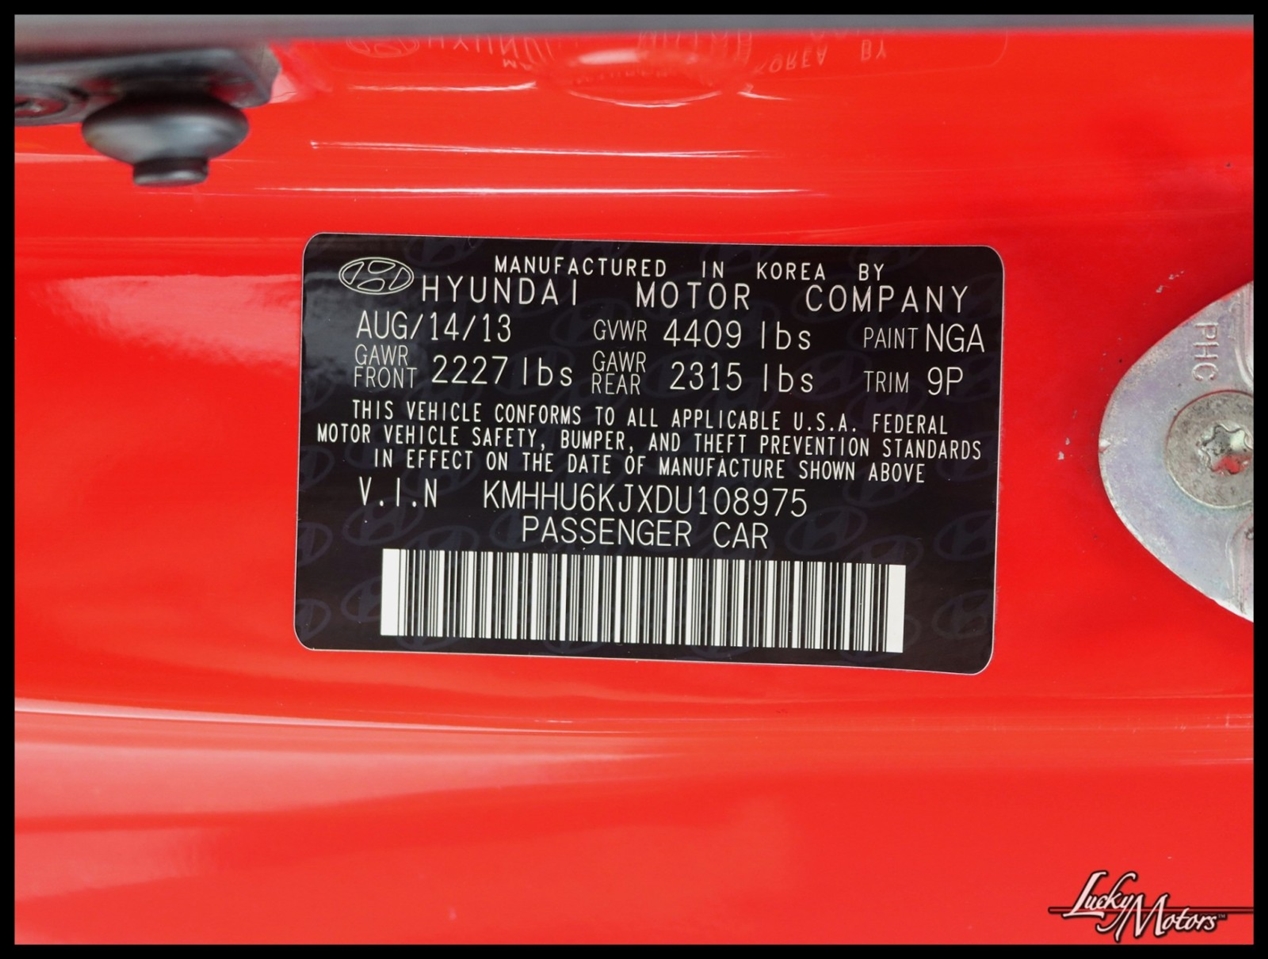 MANUFACTURED IN KOREA BY
HYUNDAI MOTOR COMPANY
AUG/14/13 GVWR 4409 lbs PAINT NGA
GAWR FRONT 2227 lbs GAWR REAR 2315 lbs TRIM 9P
THIS VEHICLE CONFORMS TO ALL APPLICABLE U.S.A. FEDERAL
MOTOR VEHICLE SAFETY, BUMPER, AND THEFT PREVENTION STANDARDS
IN EFFECT ON THE DATE OF MANUFACTURE SHOWN ABOVE
V.I.N KMHHU6KJXDU108975
PASSENGER CAR
PHC
Lucky Motors™